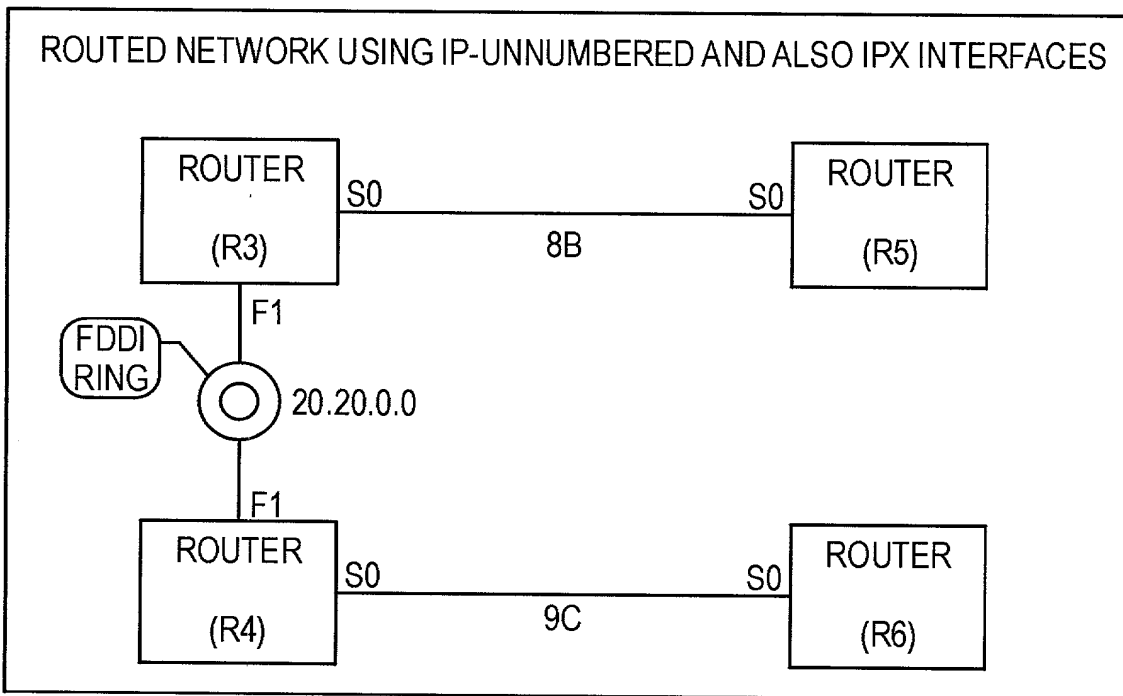 ROUTED NETWORK USING IP-UNNUMBERED AND ALSO IPX INTERFACES
ROUTER
(R3)
S0
8B
S0
ROUTER
(R5)
F1
FDDI
RING
20.20.0.0
F1
ROUTER
(R4)
S0
9C
S0
ROUTER
(R6)